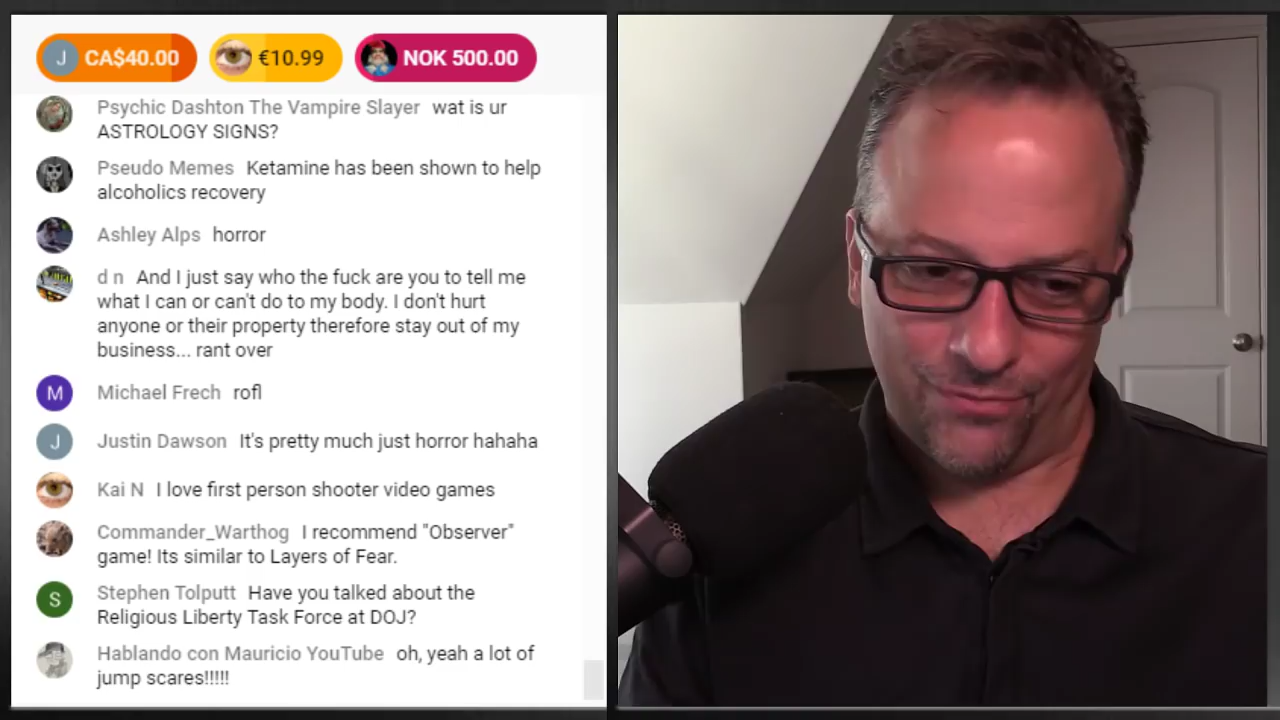 J CA$40.00 €10.99 NOK 500.00
Psychic Dashton The Vampire Slayer wat is ur
ASTROLOGY SIGNS?
Pseudo Memes Ketamine has been shown to help
alcoholics recovery
Ashley Alps horror
d n And I just say who the fuck are you to tell me
what I can or can't do to my body. I don't hurt
anyone or their property therefore stay out of my
business... rant over
M Michael Frech rofl
J Justin Dawson It's pretty much just horror hahaha
Kai N I love first person shooter video games
Commander_Warthog I recommend "Observer"
game! Its similar to Layers of Fear.
S Stephen Tolputt Have you talked about the
Religious Liberty Task Force at DOJ?
Hablando con Mauricio YouTube oh, yeah a lot of
jump scares!!!!!